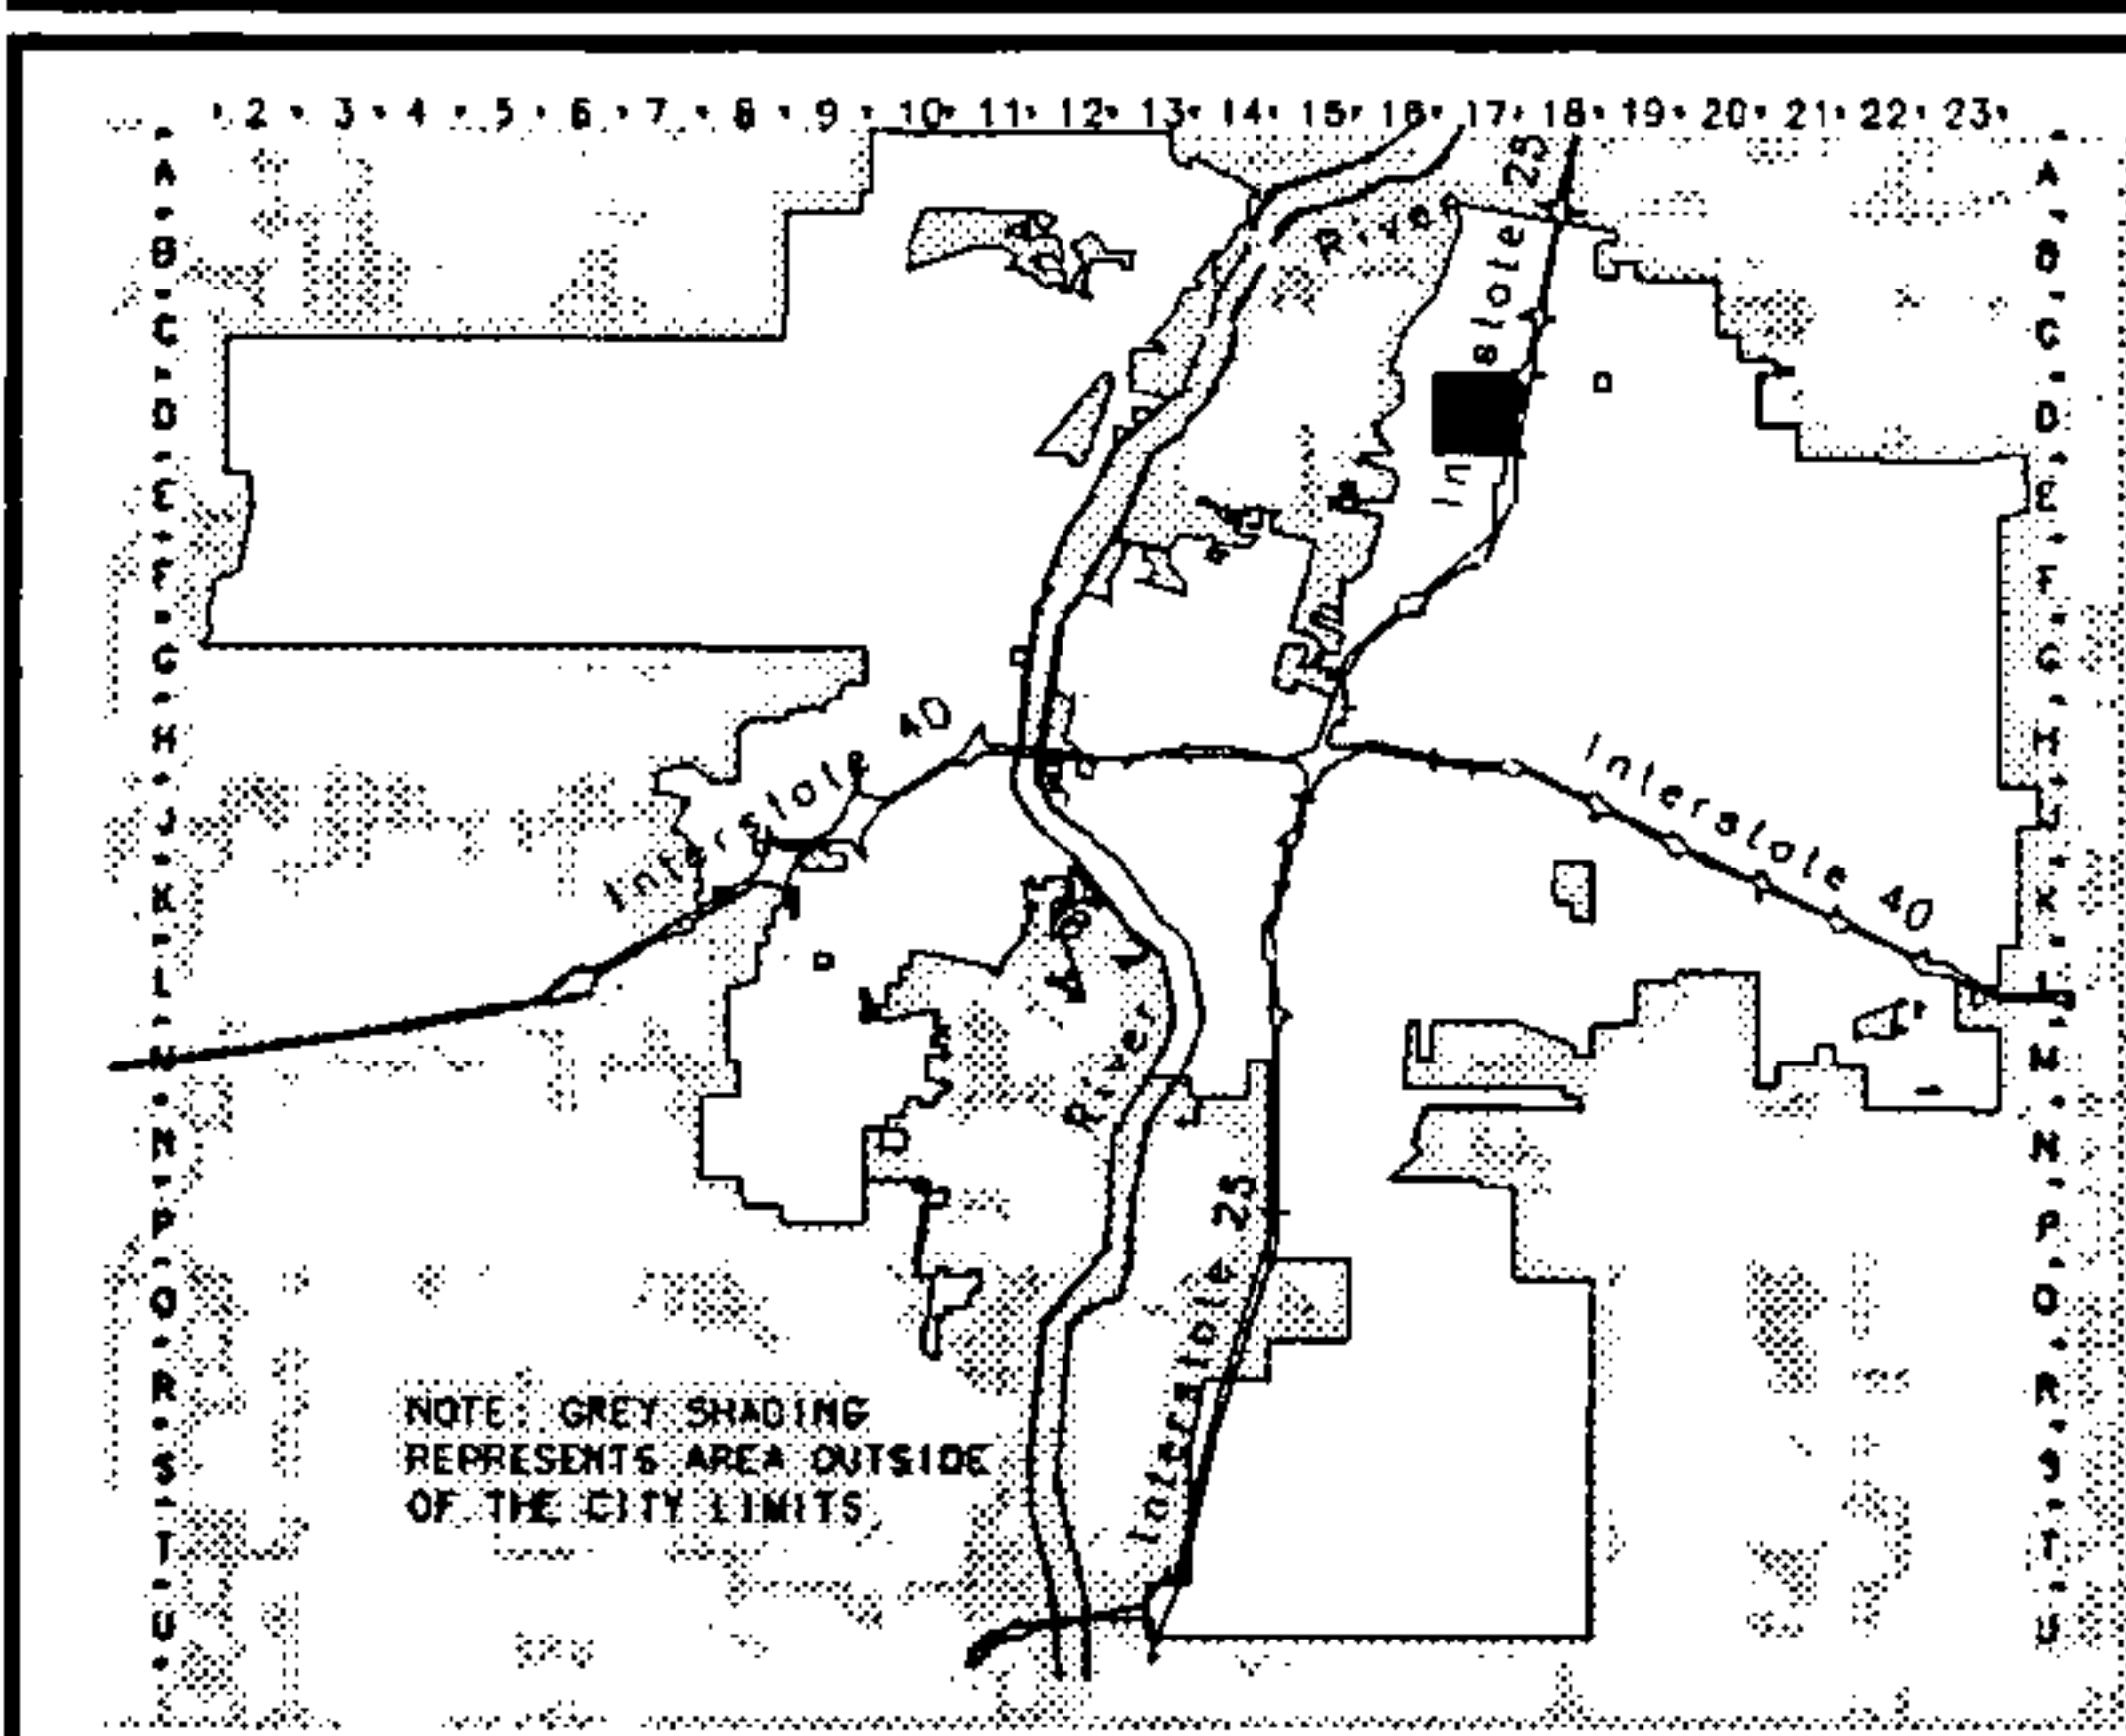 2 3 4 5 6 7 8 9 10 11 12 13 14 15 16 17 18 19 20 21 22 23
A A
B B
C C
D D
E E
F F
G G
H H
J J
K K
L L
M M
N N
P P
Q Q
R R
S S
T T
U U
River
Interstate 25
Interstate 40
Interstate 40
River
Interstate 25
NOTE: GREY SHADING
REPRESENTS AREA OUTSIDE
OF THE CITY LIMITS